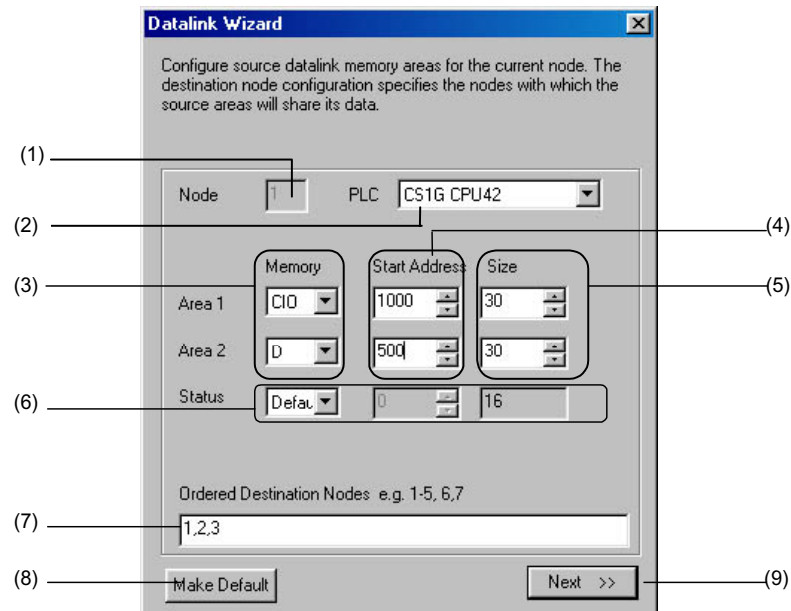 Datalink Wizard
Configure source datalink memory areas for the current node. The
destination node configuration specifies the nodes with which the
source areas will share its data.
(1)
Node 1 PLC CS1G CPU42
(2) (4)
Memory Start Address Size
(3) (5)
Area 1 CIO 1000 30
Area 2 D 500 30
(6)
Status Defau 0 16
Ordered Destination Nodes e.g. 1-5, 6,7
(7) 1,2,3
(8) Make Default Next >> (9)